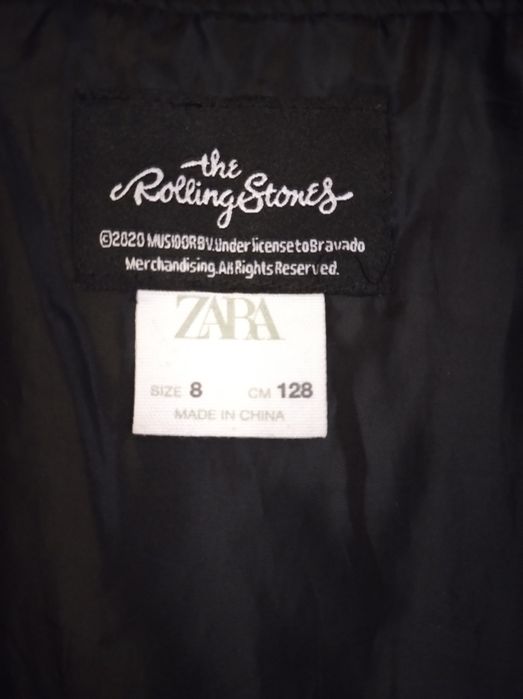 the
Rolling Stones
©2020 MUSIDOR BV. Under license to Bravado
Merchandising. All Rights Reserved.
ZARA
SIZE 8 CM 128
MADE IN CHINA